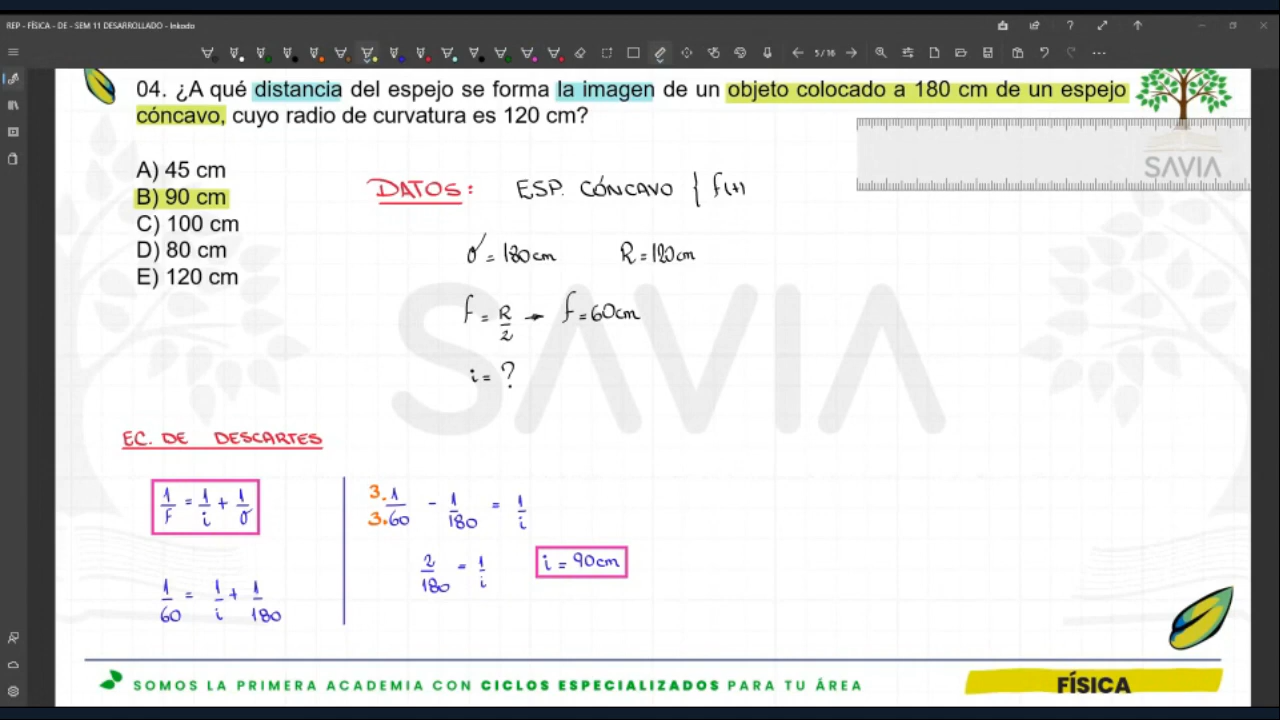 REP - FÍSICA - DE - SEM 11 DESARROLLADO - Inkodo
5 / 16
04. ¿A qué distancia del espejo se forma la imagen de un objeto colocado a 180 cm de un espejo
cóncavo, cuyo radio de curvatura es 120 cm?
A) 45 cm
B) 90 cm
C) 100 cm
D) 80 cm
E) 120 cm
SAVIA
DATOS: ESP. CÓNCAVO { f(+)
σ = 180cm R = 120cm
f = R/2 → f = 60cm
i = ?
SAVIA
EC. DE DESCARTES
1/f = 1/i + 1/σ
1/60 = 1/i + 1/180
3.1/3.60 - 1/180 = 1/i
2/180 = 1/i
i = 90cm
SOMOS LA PRIMERA ACADEMIA CON CICLOS ESPECIALIZADOS PARA TU ÁREA
FÍSICA